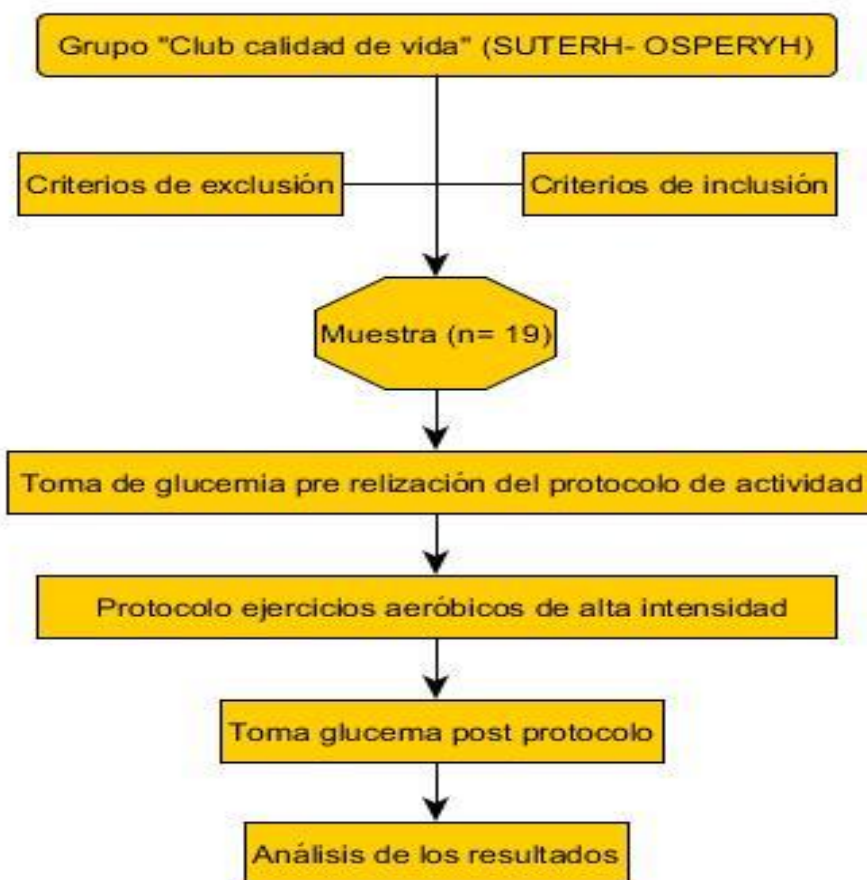 Grupo "Club calidad de vida" (SUTERH- OSPERYH)
Criterios de exclusión
Criterios de inclusión
Muestra (n= 19)
Toma de glucemia pre relización del protocolo de actividad
Protocolo ejercicios aeróbicos de alta intensidad
Toma glucema post protocolo
Análisis de los resultados